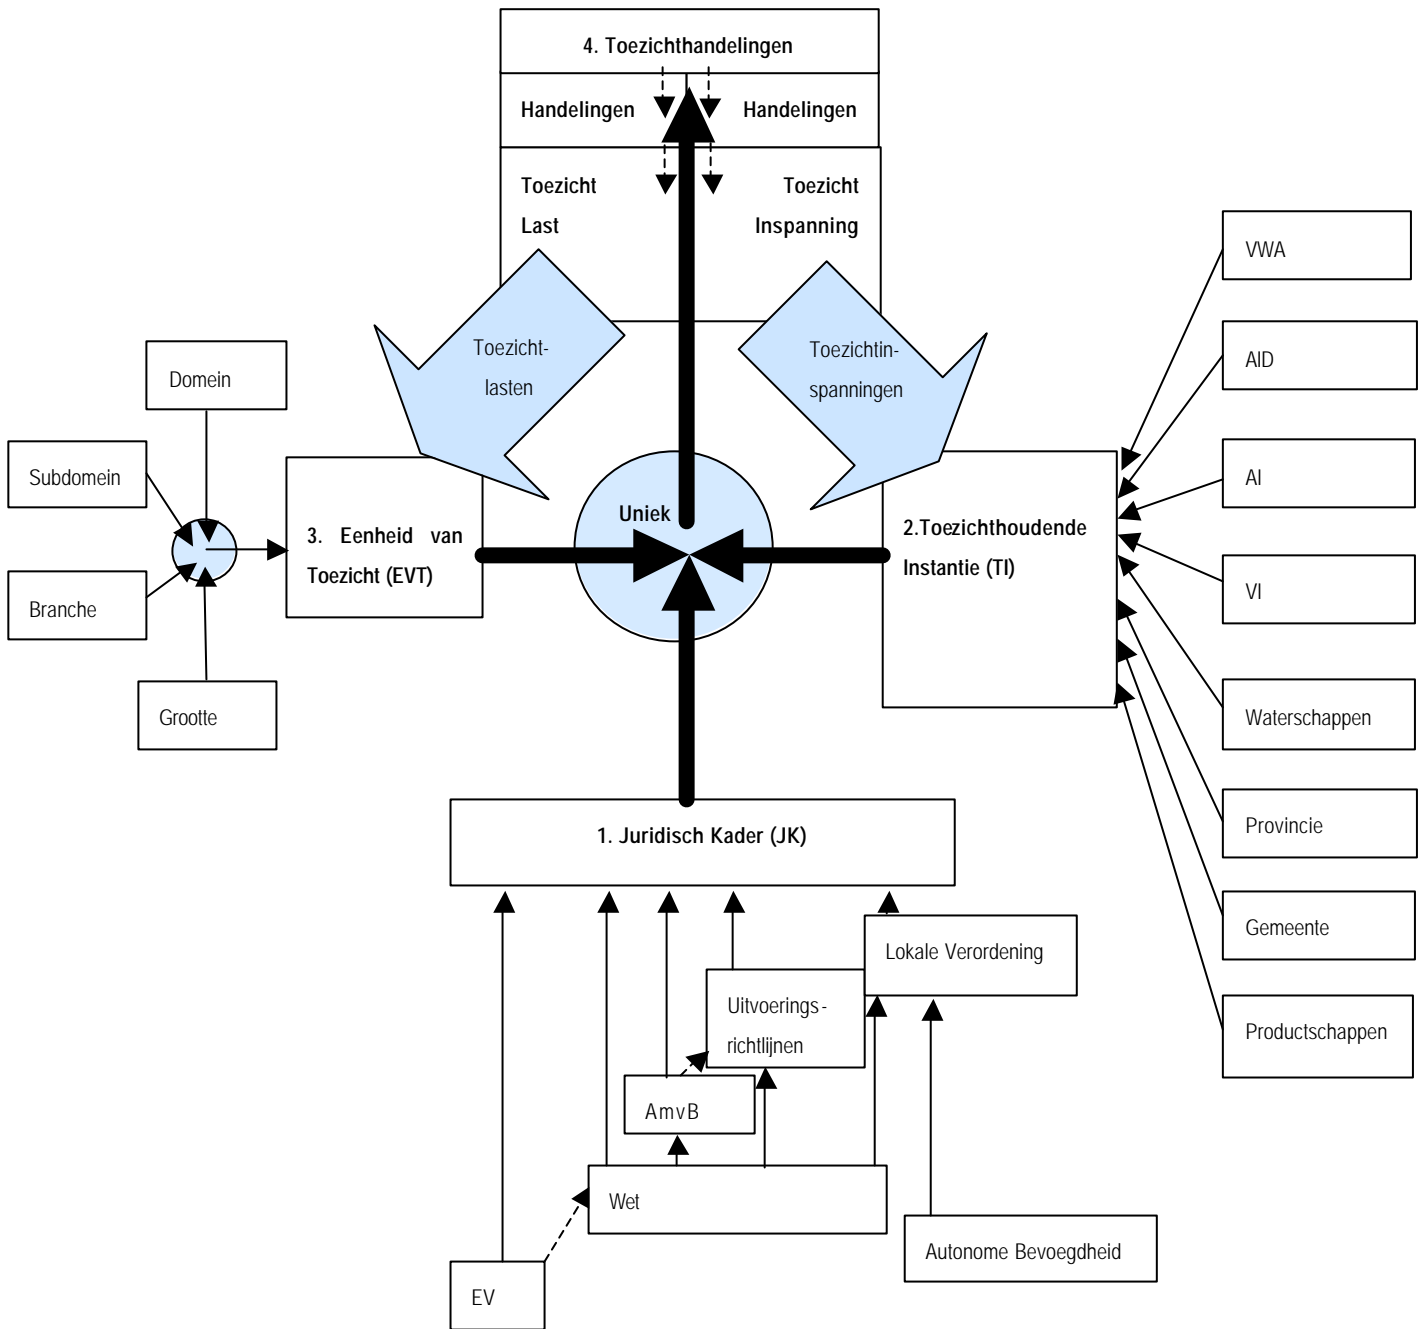 4. Toezichthandelingen
Handelingen
Handelingen
Toezicht
Last
Toezicht
Inspanning
Toezicht-
lasten
Toezichtin-
spanningen
Domein
Subdomein
Branche
Grootte
3. Eenheid van
Toezicht (EVT)
Uniek
2.Toezichthoudende
Instantie (TI)
VWA
AID
AI
VI
Waterschappen
Provincie
Gemeente
Productschappen
1. Juridisch Kader (JK)
Lokale Verordening
Uitvoerings-
richtlijnen
AmvB
Wet
Autonome Bevoegdheid
EV